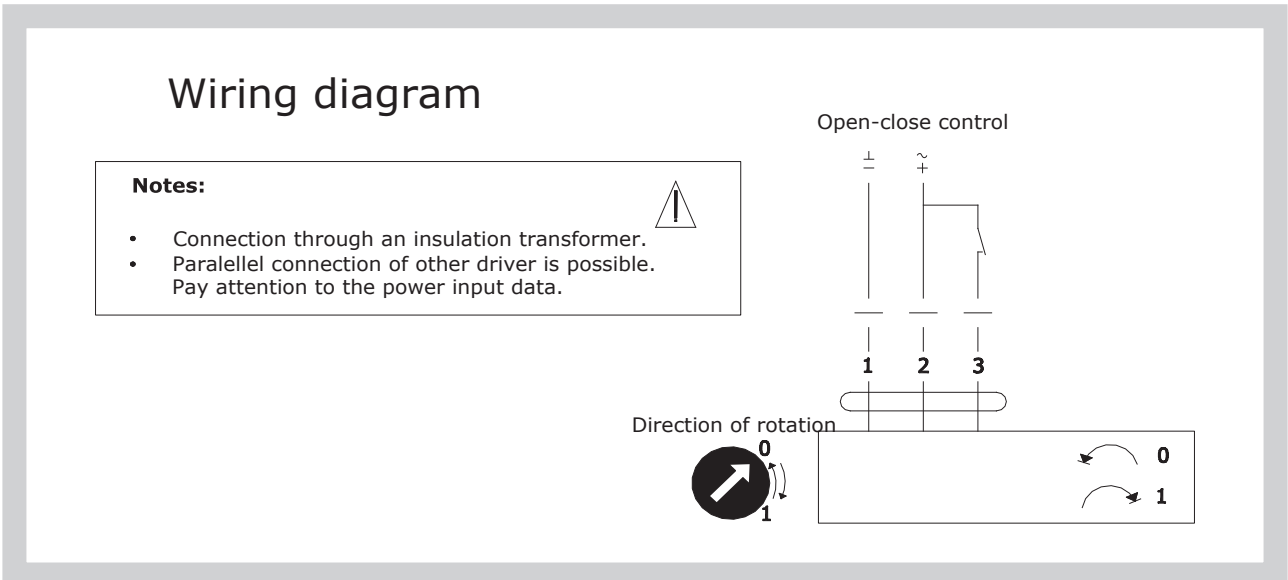 Wiring diagram
Notes:
• Connection through an insulation transformer.
• Paralellel connection of other driver is possible.
Pay attention to the power input data.
Open-close control
⊥ ~
− +
1 2 3
Direction of rotation
0
1
0
1